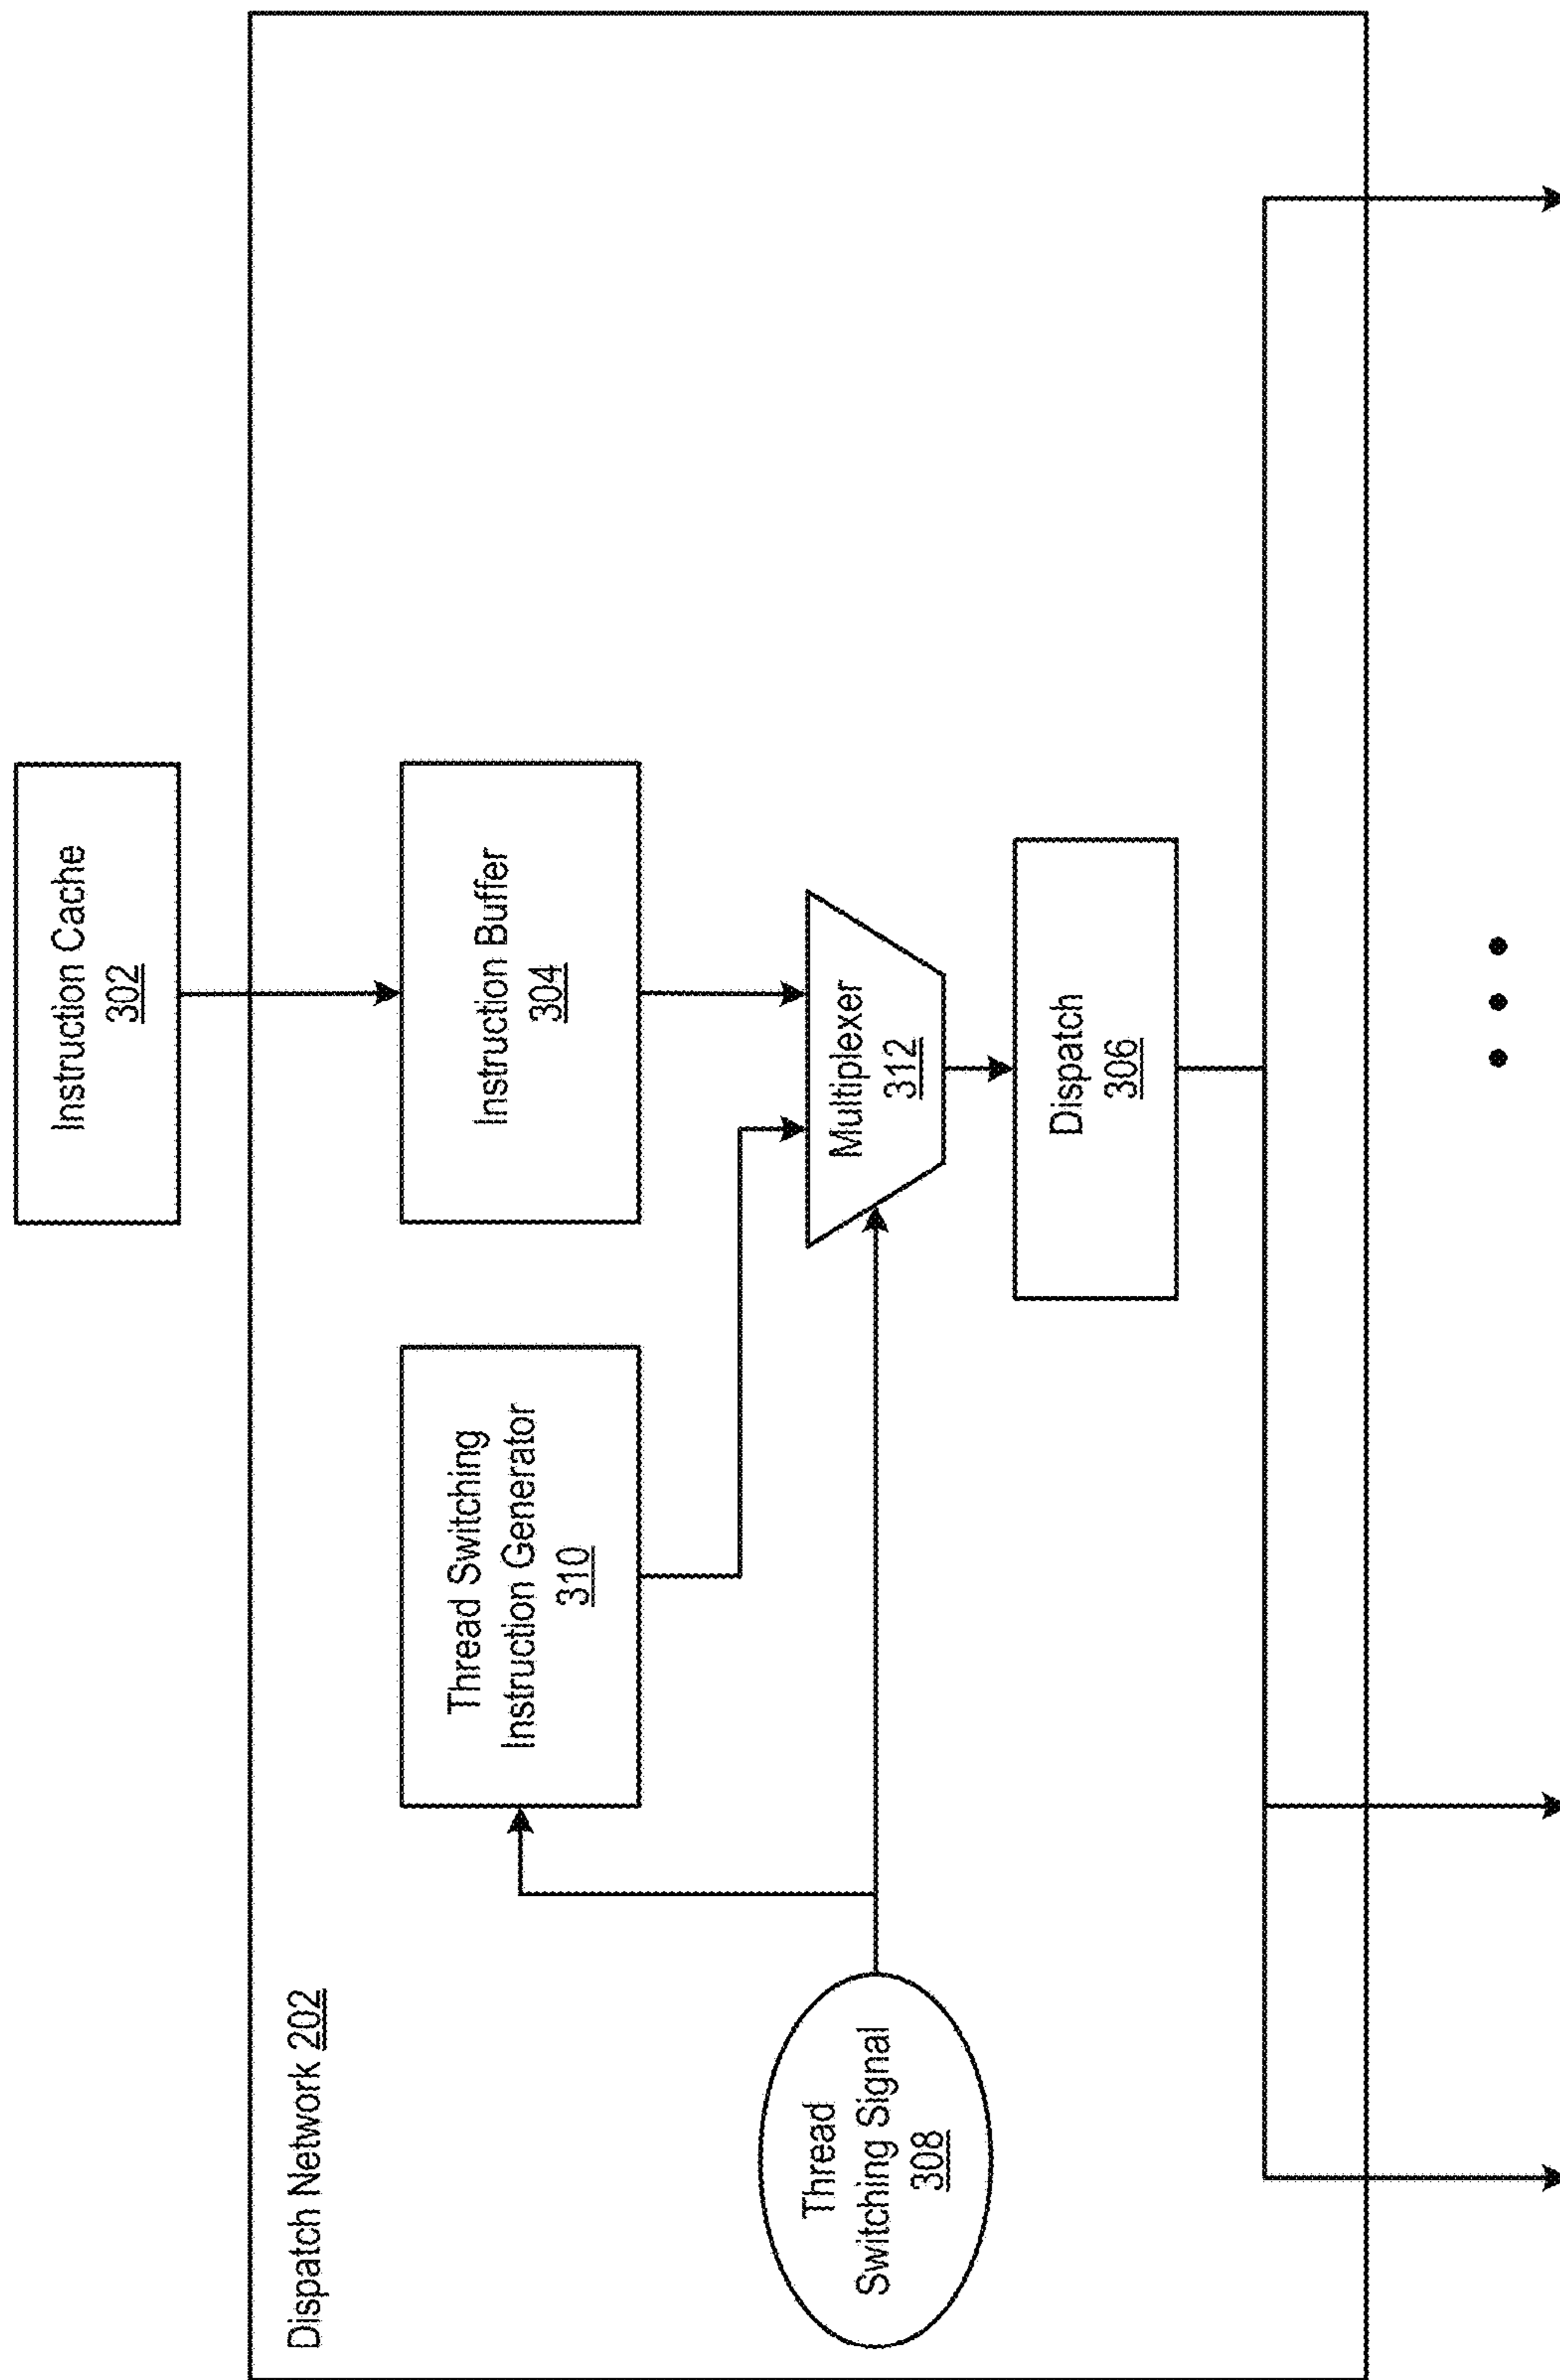 Instruction Cache
302
Dispatch Network 202
Thread Switching
Instruction Generator
310
Instruction Buffer
304
Thread
Switching Signal
308
Multiplexer
312
Dispatch
306